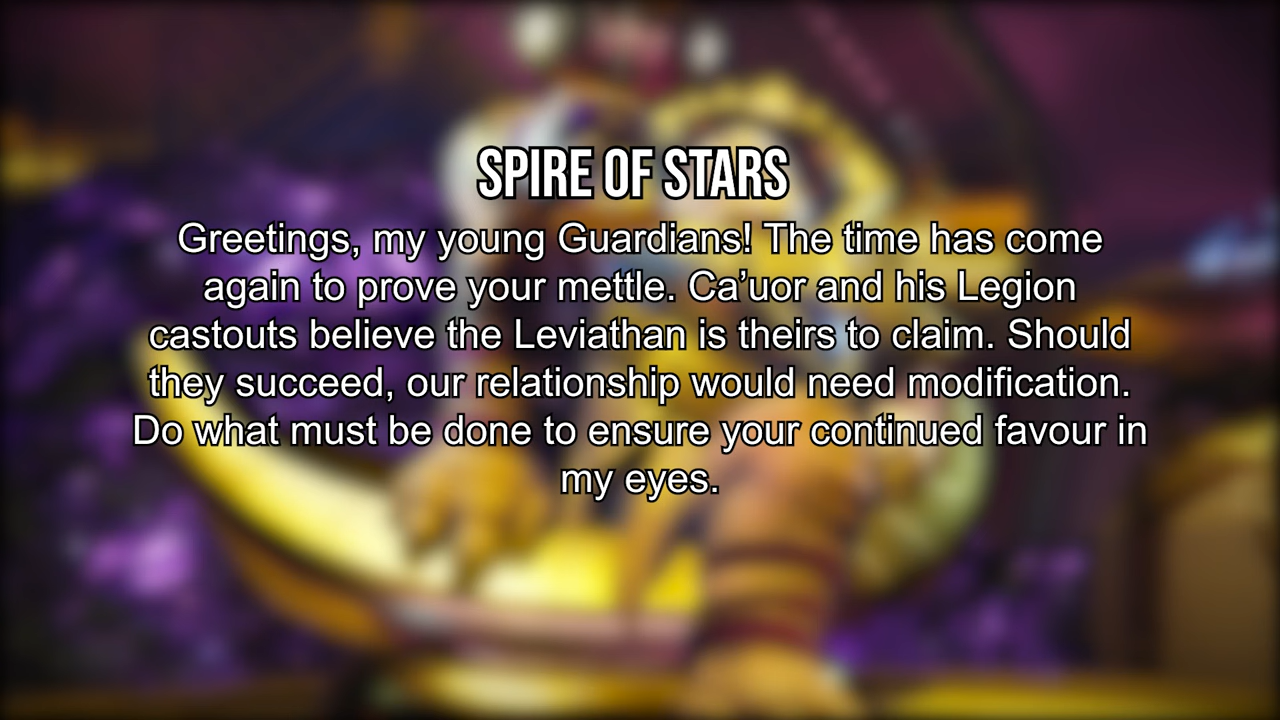 SPIRE OF STARS
Greetings, my young Guardians! The time has come
again to prove your mettle. Ca’uor and his Legion
castouts believe the Leviathan is theirs to claim. Should
they succeed, our relationship would need modification.
Do what must be done to ensure your continued favour in
my eyes.